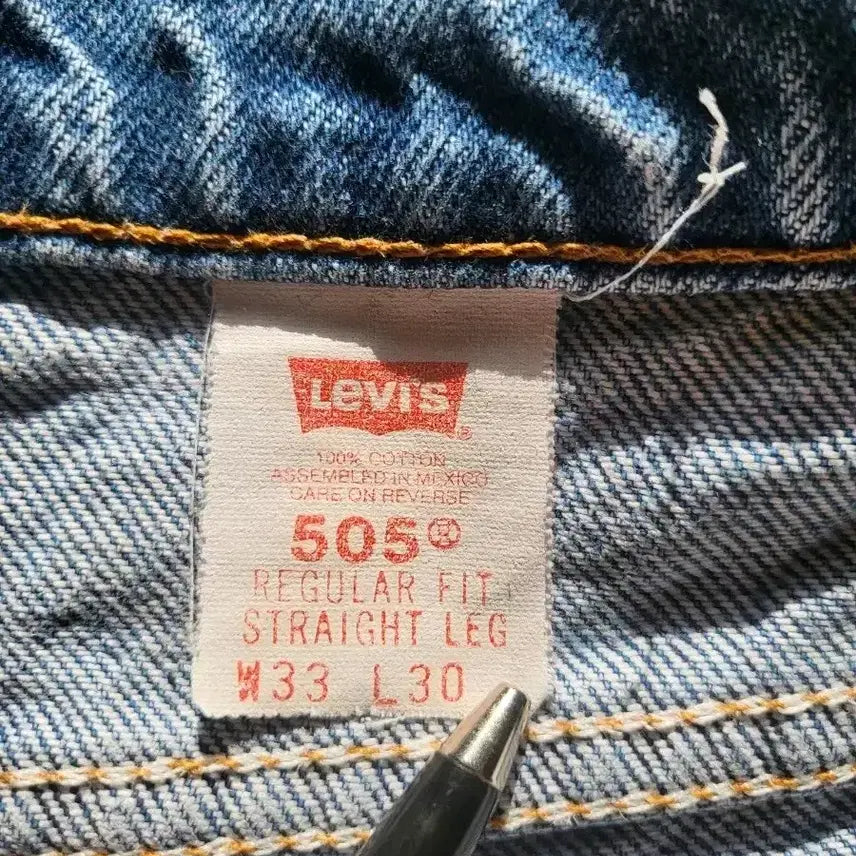 Levi's®
100% COTTON
ASSEMBLED IN MEXICO
CARE ON REVERSE
505®
REGULAR FIT
STRAIGHT LEG
W33 L30